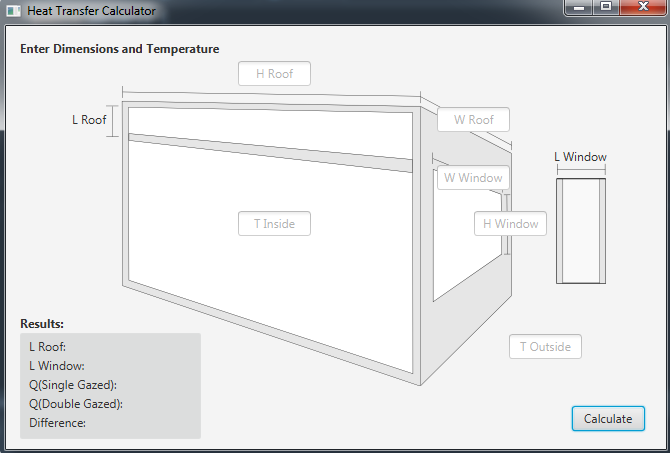 Heat Transfer Calculator
Enter Dimensions and Temperature
H Roof
L Roof
W Roof
L Window
W Window
T Inside
H Window
Results:
L Roof:
T Outside
L Window:
Q(Single Gazed):
Q(Double Gazed):
Difference:
Calculate